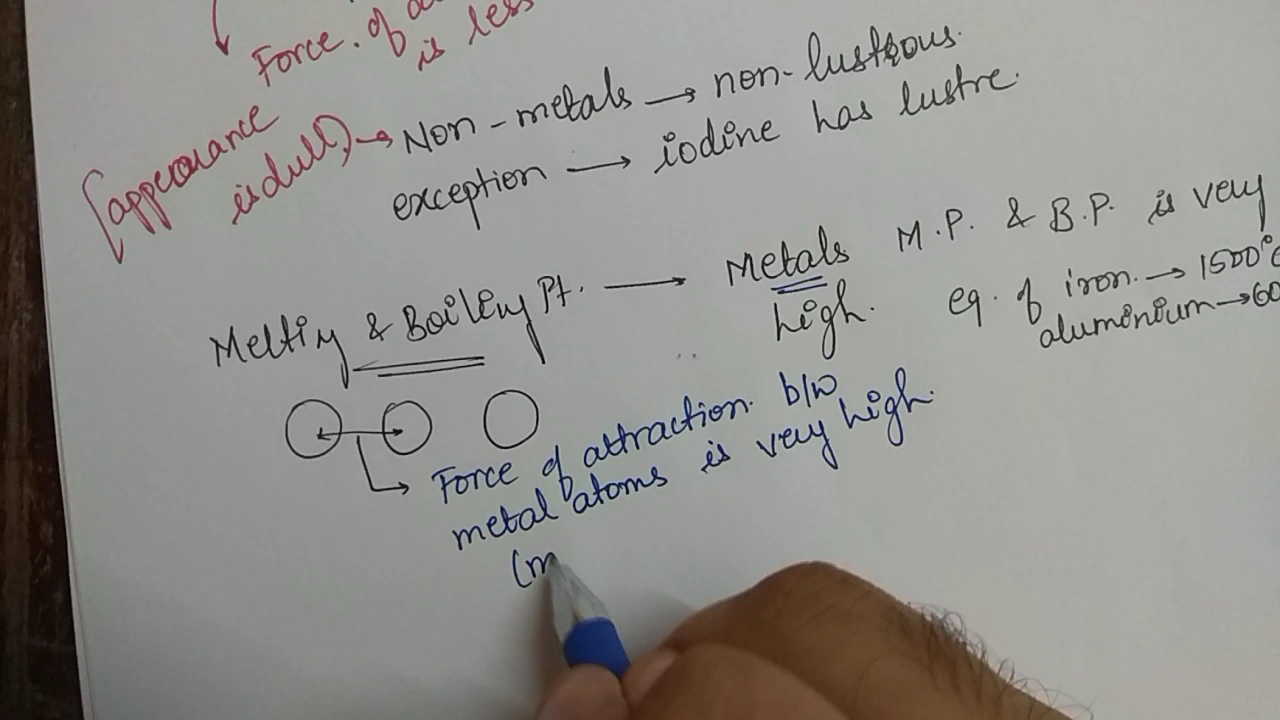 Force of
is less
[appearance
is dull) → Non-metals → non-lustrous.
exception → iodine has lustre.
Melting & Boiling Pt. → Metals M.P. & B.P. is very
high. eg. of iron. → 1500°C
aluminium → 60
Force of attraction. b/w
metal atoms is very high.
(m